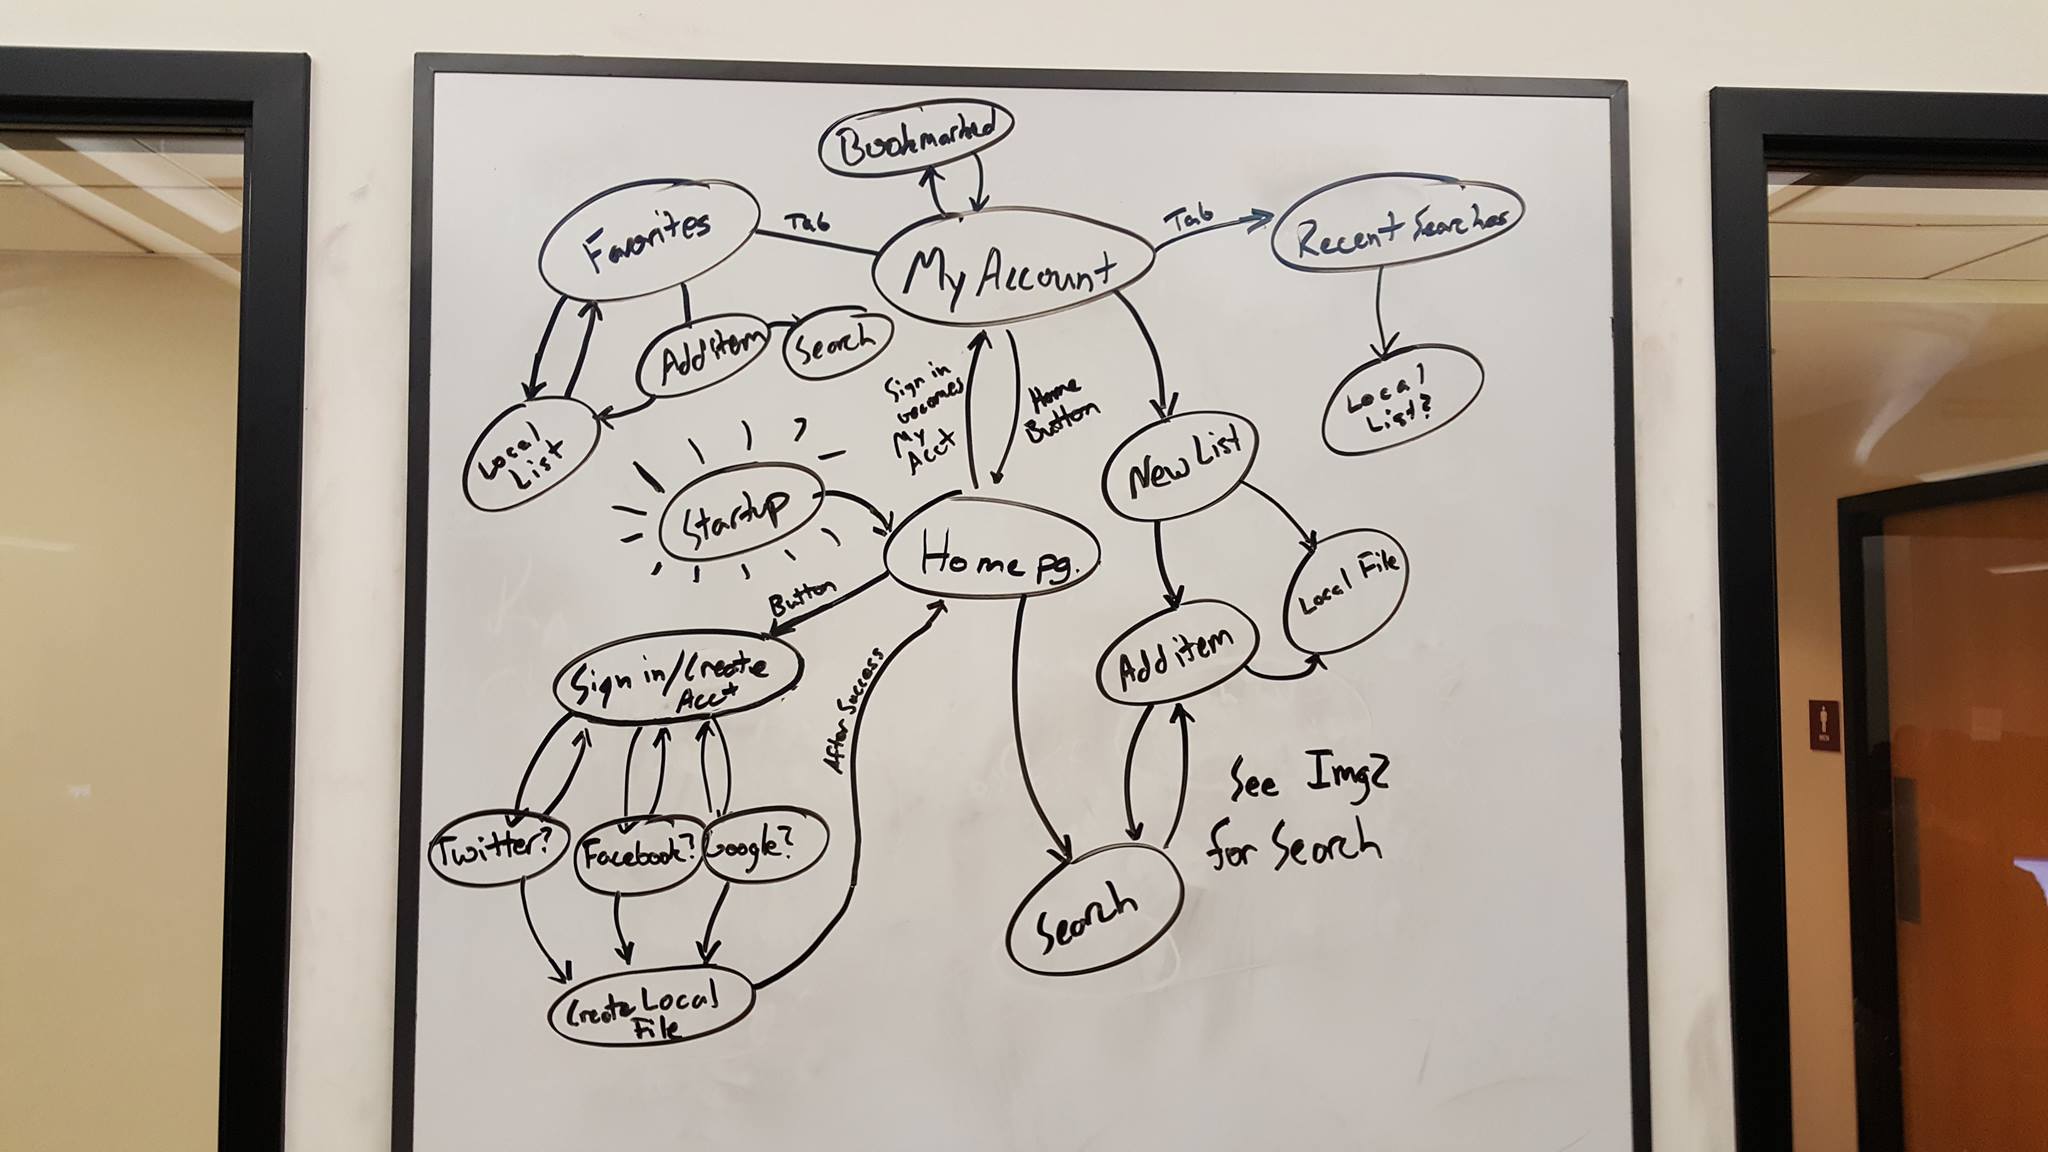 Bookmarked
Favorites
Tab
My Account
Tab
Recent Searches
Add item
Search
Sign in
becomes
My
Acct
Home
Button
Local
List?
Local
List
New List
Startup
Home pg.
Local File
Button
Sign in/Create
Acct
After Success
Add item
See Img2
for Search
Twitter?
Facebook?
Google?
Search
Create Local
File
MEN